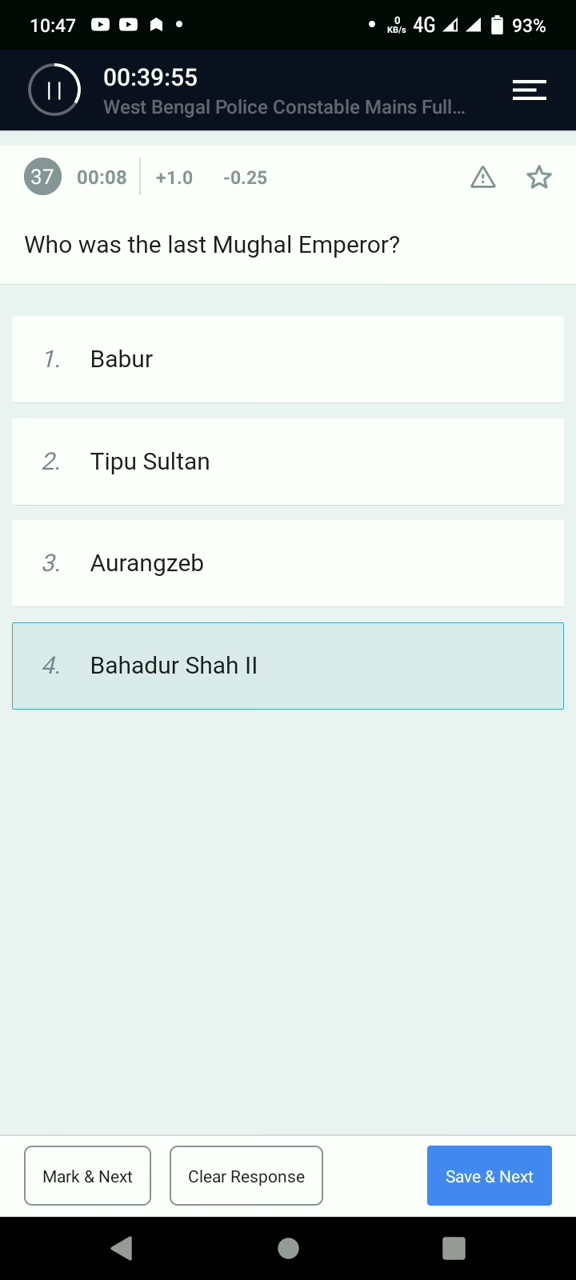 10:47 0 KB/s 4G 93%
00:39:55
West Bengal Police Constable Mains Full...
37 00:08 +1.0 -0.25
Who was the last Mughal Emperor?
1. Babur
2. Tipu Sultan
3. Aurangzeb
4. Bahadur Shah II
Mark & Next Clear Response Save & Next